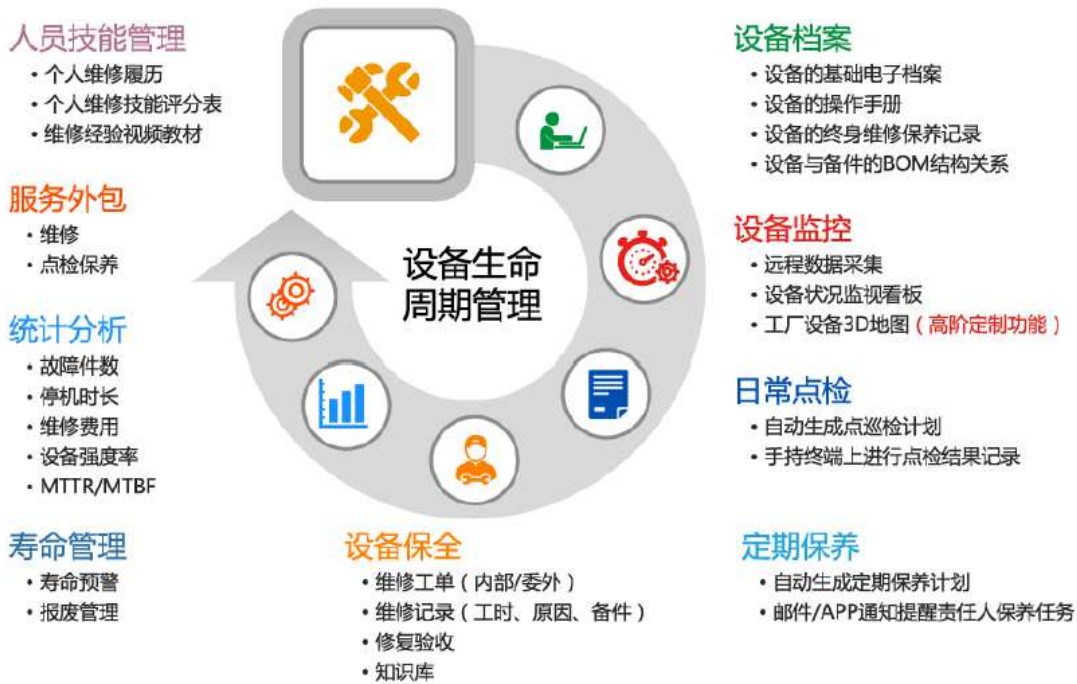 人员技能管理
• 个人维修履历
• 个人维修技能评分表
• 维修经验视频教材
服务外包
• 维修
• 点检保养
统计分析
• 故障件数
• 停机时长
• 维修费用
• 设备强度率
• MTTR/MTBF
寿命管理
• 寿命预警
• 报废管理
设备生命
周期管理
设备保全
• 维修工单（内部/委外）
• 维修记录（工时、原因、备件）
• 修复验收
• 知识库
设备档案
• 设备的基础电子档案
• 设备的操作手册
• 设备的终身维修保养记录
• 设备与备件的BOM结构关系
设备监控
• 远程数据采集
• 设备状况监视看板
• 工厂设备3D地图（高阶定制功能）
日常点检
• 自动生成点巡检计划
• 手持终端上进行点检结果记录
定期保养
• 自动生成定期保养计划
• 邮件/APP通知提醒责任人保养任务